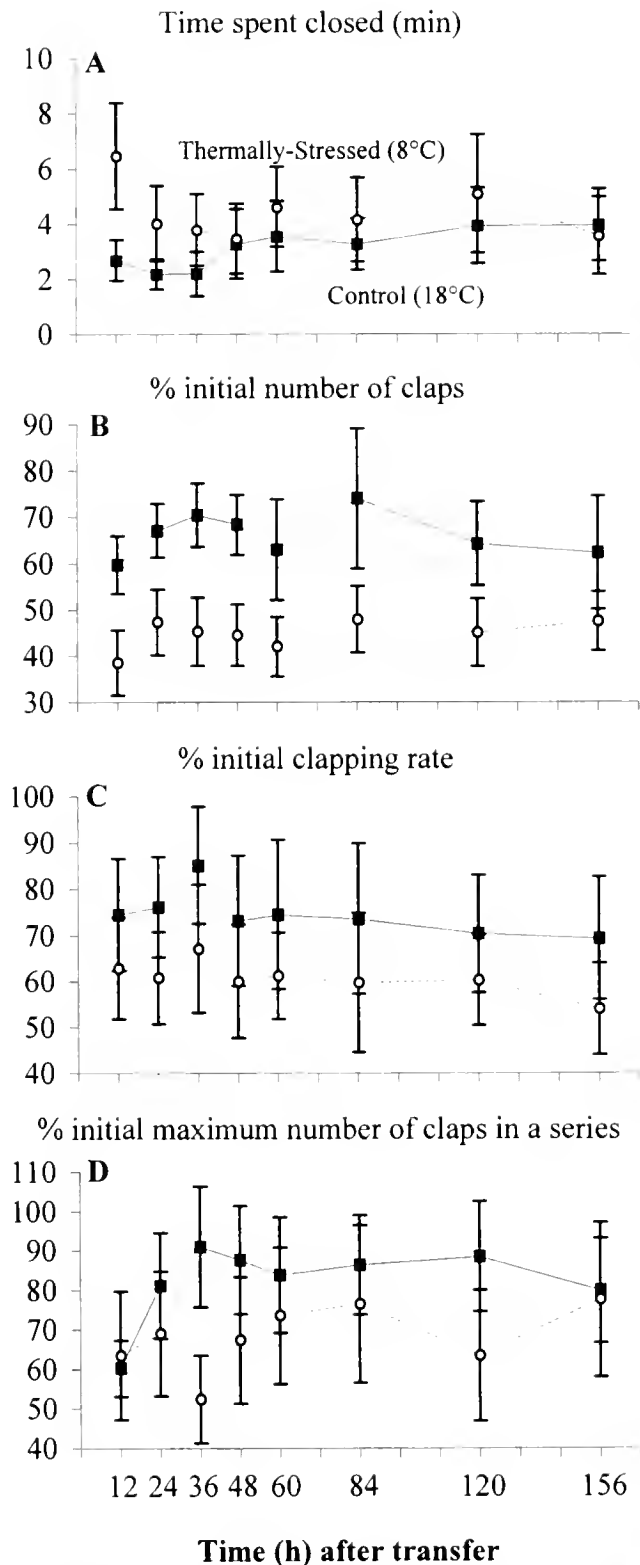 Time spent closed (min)
A
10
8
6
4
2
0
Thermally-Stressed (8°C)
Control (18°C)
% initial number of claps
B
90
80
70
60
50
40
30
% initial clapping rate
C
100
90
80
70
60
50
40
% initial maximum number of claps in a series
D
110
100
90
80
70
60
50
40
12 24 36 48 60 84 120 156
Time (h) after transfer